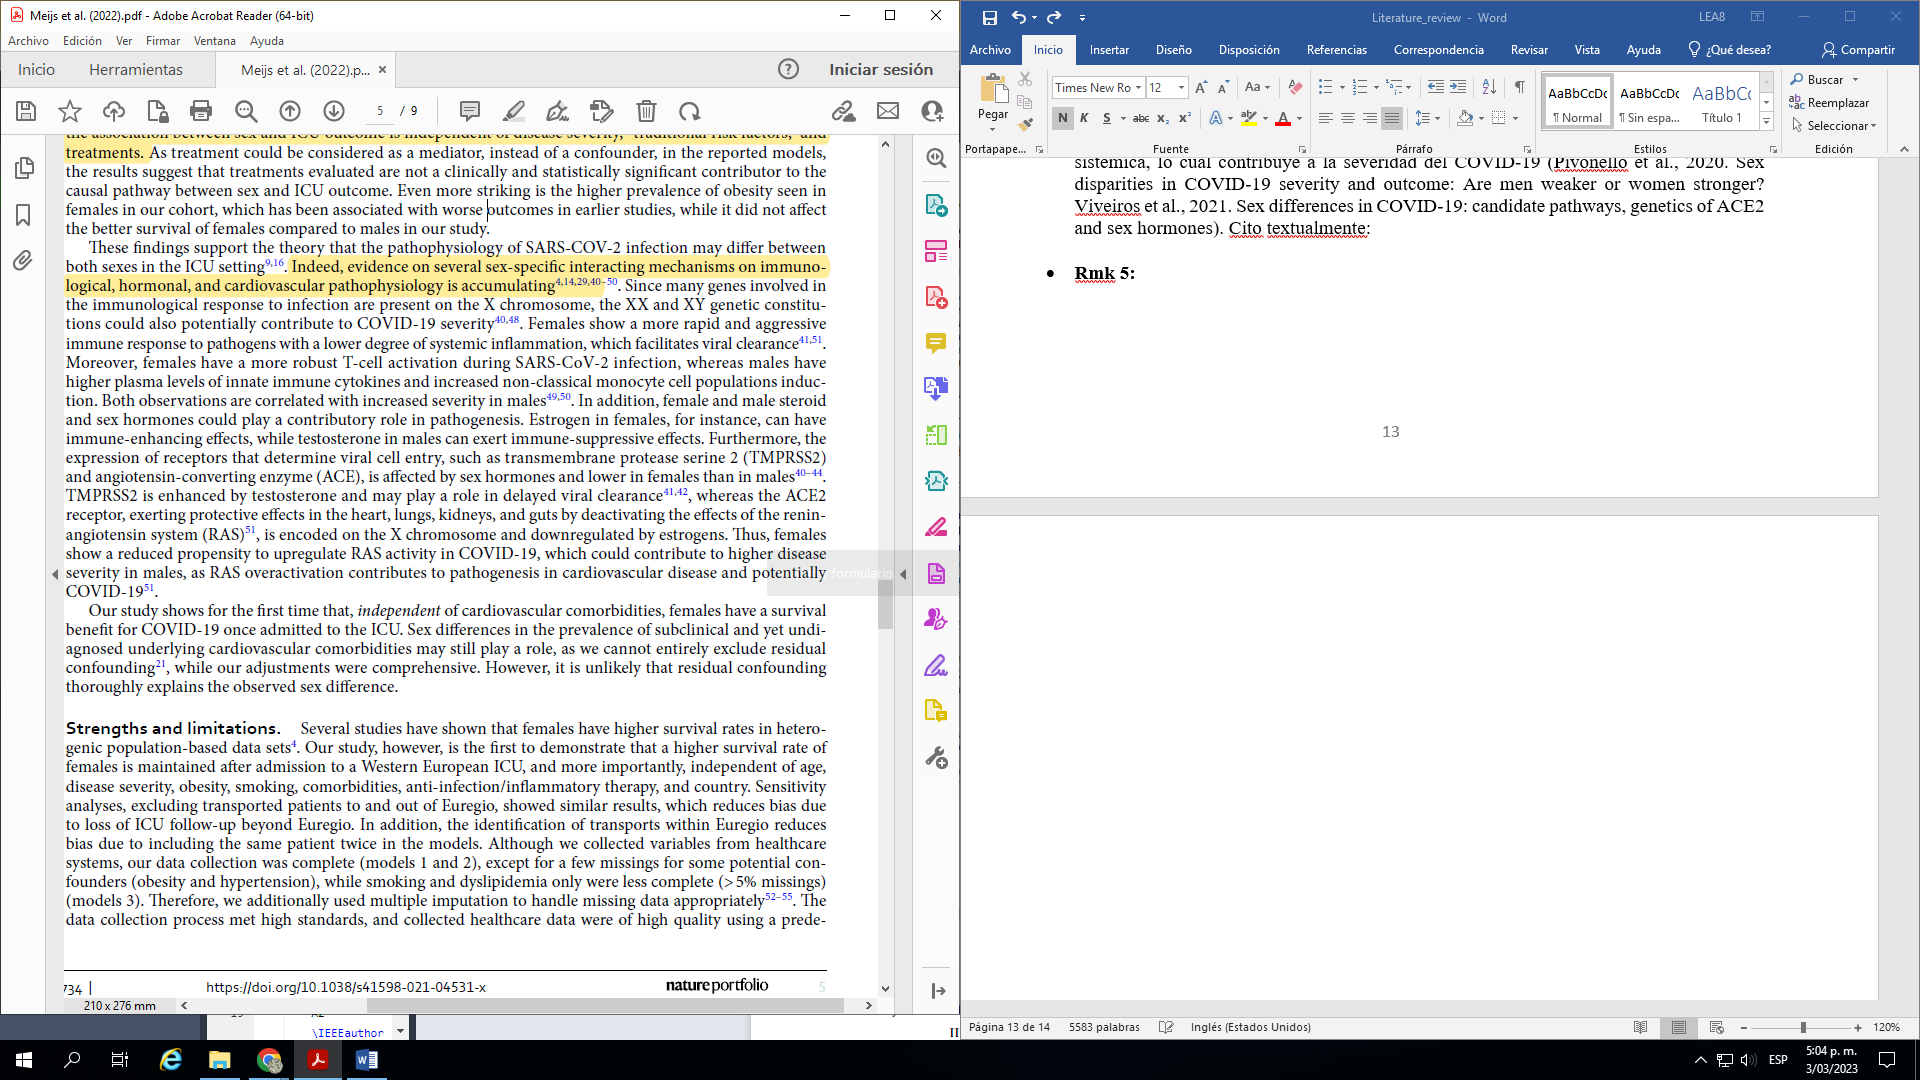 Meijs et al. (2022).pdf - Adobe Acrobat Reader (64-bit)
Archivo Edición Ver Firmar Ventana Ayuda
Inicio Herramientas Meijs et al. (2022).p... × Iniciar sesión
5 / 9
the association between sex and ICU outcome is independent of disease severity, traditional risk factors, and
treatments. As treatment could be considered as a mediator, instead of a confounder, in the reported models,
the results suggest that treatments evaluated are not a clinically and statistically significant contributor to the
causal pathway between sex and ICU outcome. Even more striking is the higher prevalence of obesity seen in
females in our cohort, which has been associated with worse outcomes in earlier studies, while it did not affect
the better survival of females compared to males in our study.
These findings support the theory that the pathophysiology of SARS-COV-2 infection may differ between
both sexes in the ICU setting9,16. Indeed, evidence on several sex-specific interacting mechanisms on immuno-
logical, hormonal, and cardiovascular pathophysiology is accumulating4,14,29,40–50. Since many genes involved in
the immunological response to infection are present on the X chromosome, the XX and XY genetic constitu-
tions could also potentially contribute to COVID-19 severity40,48. Females show a more rapid and aggressive
immune response to pathogens with a lower degree of systemic inflammation, which facilitates viral clearance41,51.
Moreover, females have a more robust T-cell activation during SARS-CoV-2 infection, whereas males have
higher plasma levels of innate immune cytokines and increased non-classical monocyte cell populations induc-
tion. Both observations are correlated with increased severity in males49,50. In addition, female and male steroid
and sex hormones could play a contributory role in pathogenesis. Estrogen in females, for instance, can have
immune-enhancing effects, while testosterone in males can exert immune-suppressive effects. Furthermore, the
expression of receptors that determine viral cell entry, such as transmembrane protease serine 2 (TMPRSS2)
and angiotensin-converting enzyme (ACE), is affected by sex hormones and lower in females than in males40–44.
TMPRSS2 is enhanced by testosterone and may play a role in delayed viral clearance41,42, whereas the ACE2
receptor, exerting protective effects in the heart, lungs, kidneys, and guts by deactivating the effects of the renin-
angiotensin system (RAS)51, is encoded on the X chromosome and downregulated by estrogens. Thus, females
show a reduced propensity to upregulate RAS activity in COVID-19, which could contribute to higher disease
severity in males, as RAS overactivation contributes to pathogenesis in cardiovascular disease and potentially
formulario
COVID-1951.
Our study shows for the first time that, independent of cardiovascular comorbidities, females have a survival
benefit for COVID-19 once admitted to the ICU. Sex differences in the prevalence of subclinical and yet undi-
agnosed underlying cardiovascular comorbidities may still play a role, as we cannot entirely exclude residual
confounding21, while our adjustments were comprehensive. However, it is unlikely that residual confounding
thoroughly explains the observed sex difference.
Strengths and limitations. Several studies have shown that females have higher survival rates in hetero-
genic population-based data sets4. Our study, however, is the first to demonstrate that a higher survival rate of
females is maintained after admission to a Western European ICU, and more importantly, independent of age,
disease severity, obesity, smoking, comorbidities, anti-infection/inflammatory therapy, and country. Sensitivity
analyses, excluding transported patients to and out of Euregio, showed similar results, which reduces bias due
to loss of ICU follow-up beyond Euregio. In addition, the identification of transports within Euregio reduces
bias due to including the same patient twice in the models. Although we collected variables from healthcare
systems, our data collection was complete (models 1 and 2), except for a few missings for some potential con-
founders (obesity and hypertension), while smoking and dyslipidemia only were less complete (>5% missings)
(models 3). Therefore, we additionally used multiple imputation to handle missing data appropriately52–55. The
data collection process met high standards, and collected healthcare data were of high quality using a prede-
734 | https://doi.org/10.1038/s41598-021-04531-x natureportfolio 5
210 x 276 mm
\IEEEauthor
II
Literature_review - Word LEA8
Archivo Inicio Insertar Diseño Disposición Referencias Correspondencia Revisar Vista Ayuda ¿Qué desea? Compartir
Pegar
Times New Ro 12 A A Aa
N K S abc x₂ x² A ab A
AaBbCcDc AaBbCcDc AaBbC(
¶ Normal ¶ Sin espa... Título 1
Buscar
Reemplazar
Seleccionar
Portapape... Fuente Párrafo Estilos Edición
sistémica, lo cual contribuye a la severidad del COVID-19 (Pivonello et al., 2020. Sex
disparities in COVID-19 severity and outcome: Are men weaker or women stronger?
Viveiros et al., 2021. Sex differences in COVID-19: candidate pathways, genetics of ACE2
and sex hormones). Cito textualmente:
• Rmk 5:
13
Página 13 de 14 5583 palabras Inglés (Estados Unidos) 120%
ESP
5:04 p. m.
3/03/2023